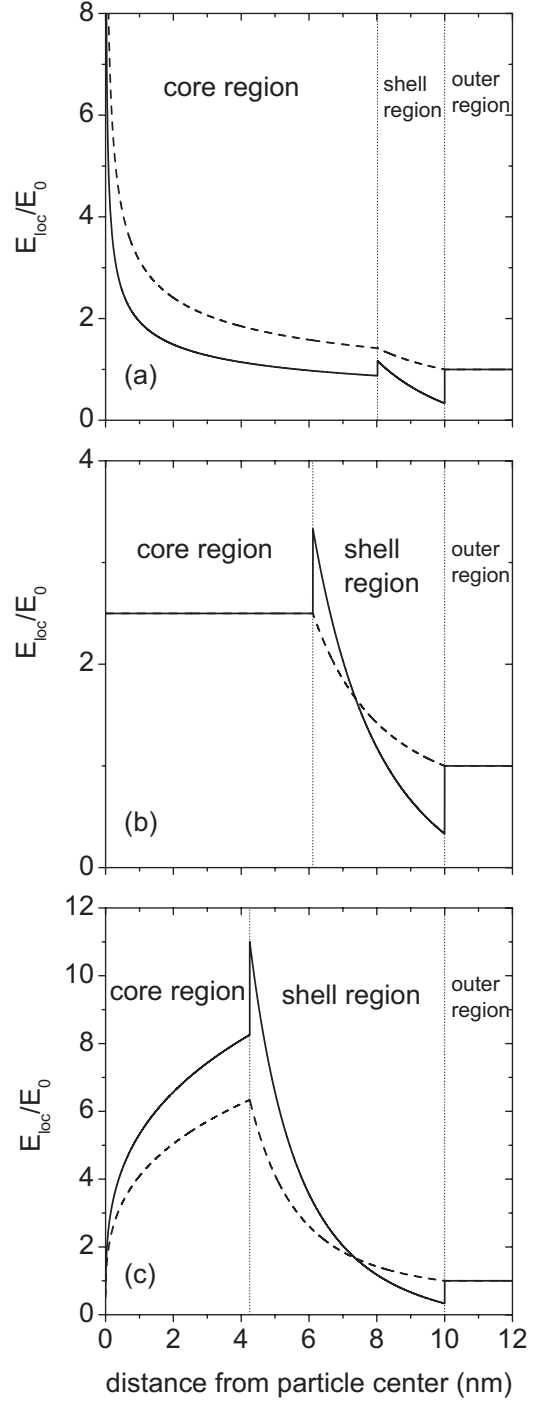 8
6
4
2
0
E_loc/E_0
core region
shell
region
outer
region
(a)
4
2
0
E_loc/E_0
core region
shell
region
outer
region
(b)
12
10
8
6
4
2
0
E_loc/E_0
core region
shell region
outer
region
(c)
0 2 4 6 8 10 12
distance from particle center (nm)